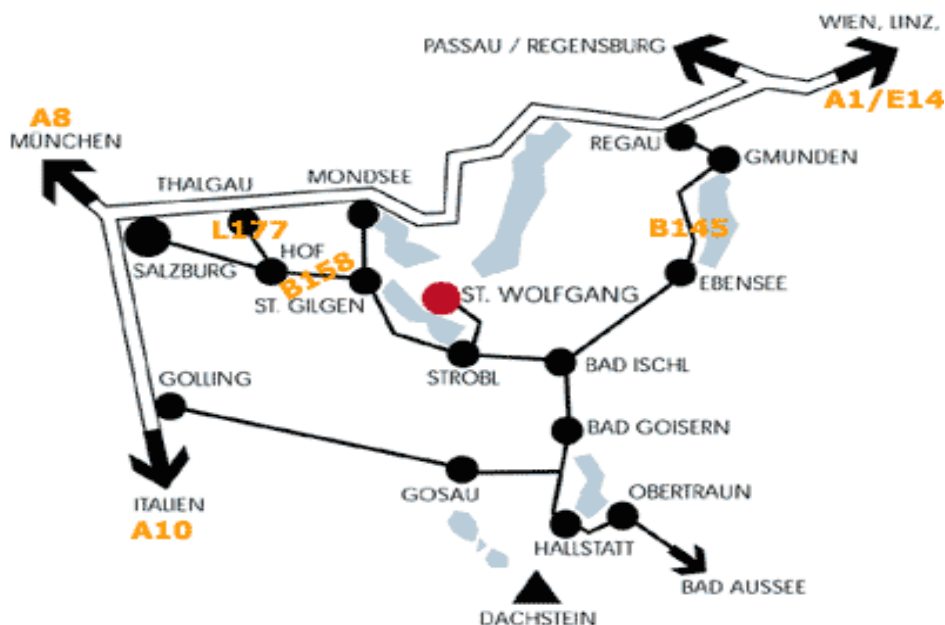 WIEN, LINZ,
PASSAU / REGENSBURG
A1/E14
A8
MÜNCHEN
REGAU
GMUNDEN
THALGAU
MONDSEE
L177
B145
HOF
SALZBURG
B158
ST. GILGEN
ST. WOLFGANG
EBENSEE
STROBL
BAD ISCHL
GOLLING
BAD GOISERN
GOSAU
OBERTRAUN
ITALIEN
A10
HALLSTATT
BAD AUSSEE
DACHSTEIN